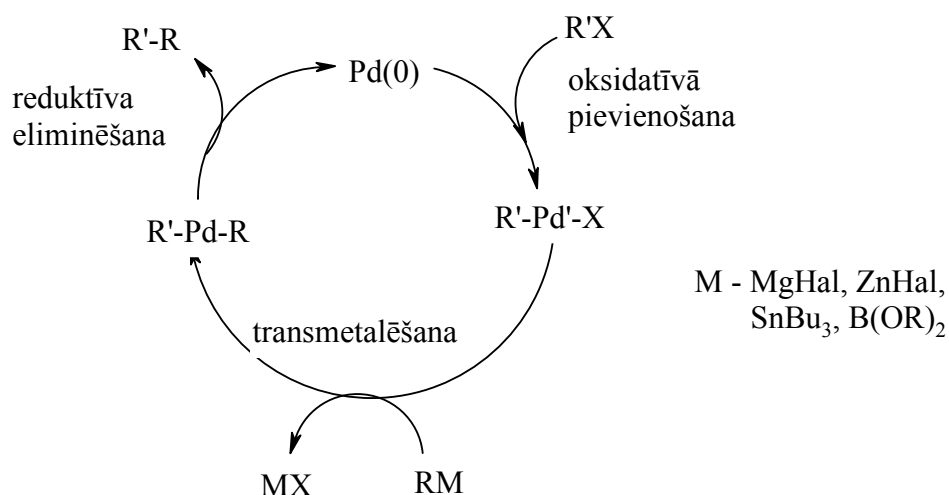 R'-R
Pd(0)
R'X
reduktīva
eliminēšana
oksidatīvā
pievienošana
R'-Pd-R
R'-Pd'-X
M - MgHal, ZnHal,
SnBu₃, B(OR)₂
transmetalēšana
MX
RM